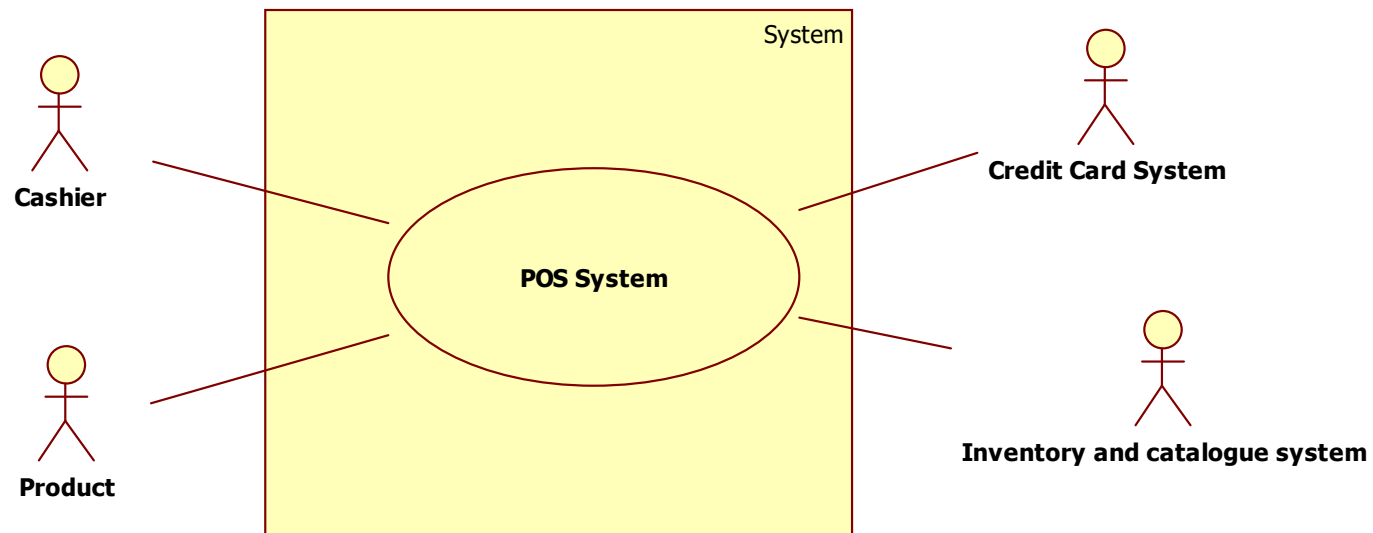 System
Cashier
Credit Card System
POS System
Product
Inventory and catalogue system